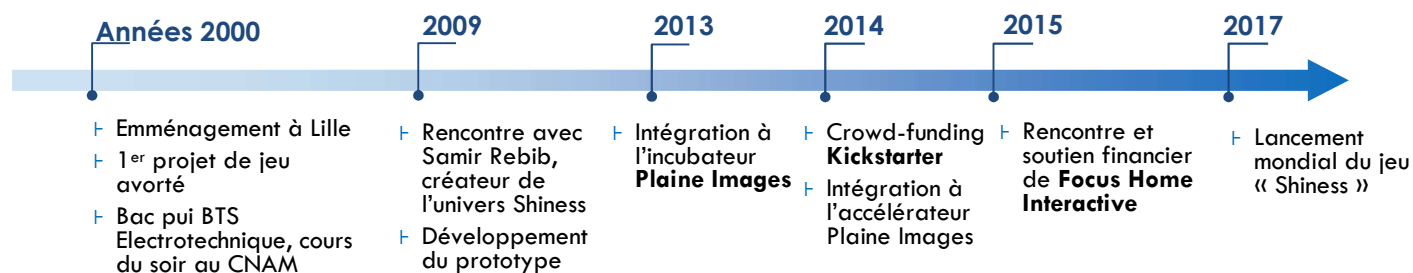 Années 2000
Emménagement à Lille
1er projet de jeu
avorté
Bac pui BTS
Electrotechnique, cours
du soir au CNAM
2009
Rencontre avec
Samir Rebib,
créateur de
l'univers Shiness
Développement
du prototype
2013
Intégration à
l'incubateur
Plaine Images
2014
Crowd-funding
Kickstarter
Intégration à
l'accélérateur
Plaine Images
2015
Rencontre et
soutien financier
de Focus Home
Interactive
2017
Lancement
mondial du jeu
« Shiness »